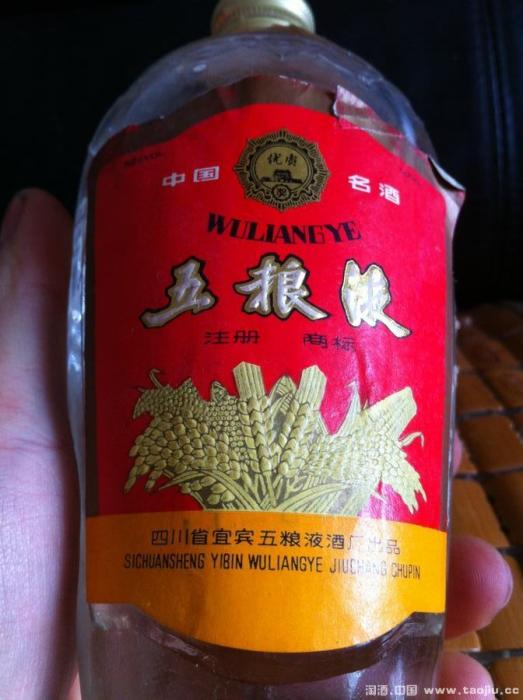 优质
奖
中国 名酒
WULIANGYE
五粮液
注册 商标
四川省宜宾五粮液酒厂出品
SICHUANSHENG YIBIN WULIANGYE JIUCHANG CHUPIN
淘酒.中国 www.taojiu.cc